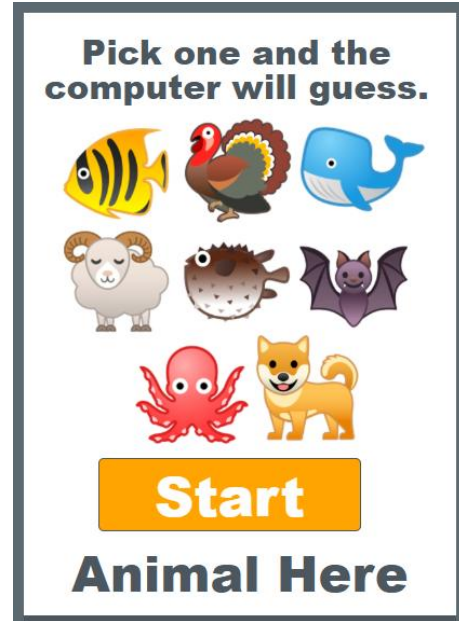 Pick one and the
computer will guess.
Start
Animal Here